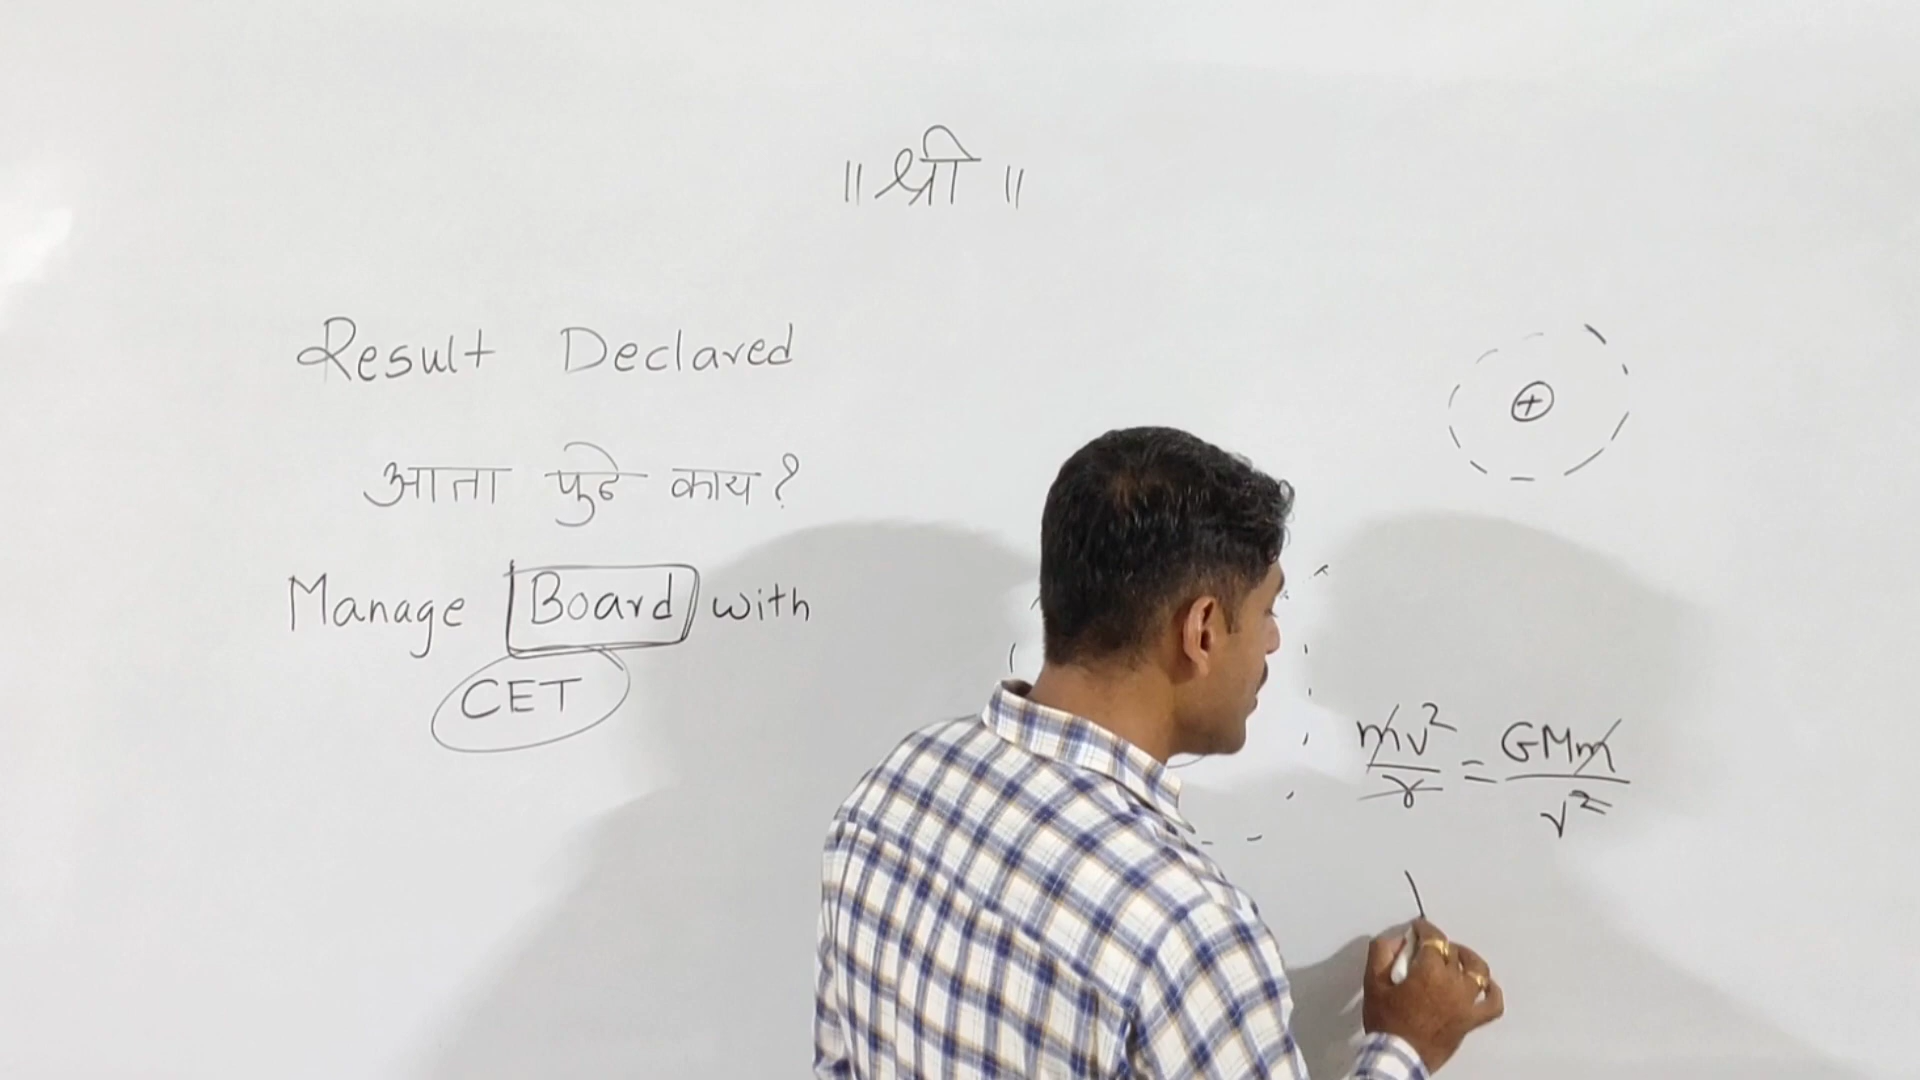 ॥ श्री ॥
Result Declared
आता पुढे काय?
Manage Board with
CET
+
mv²/r = GMm/r²